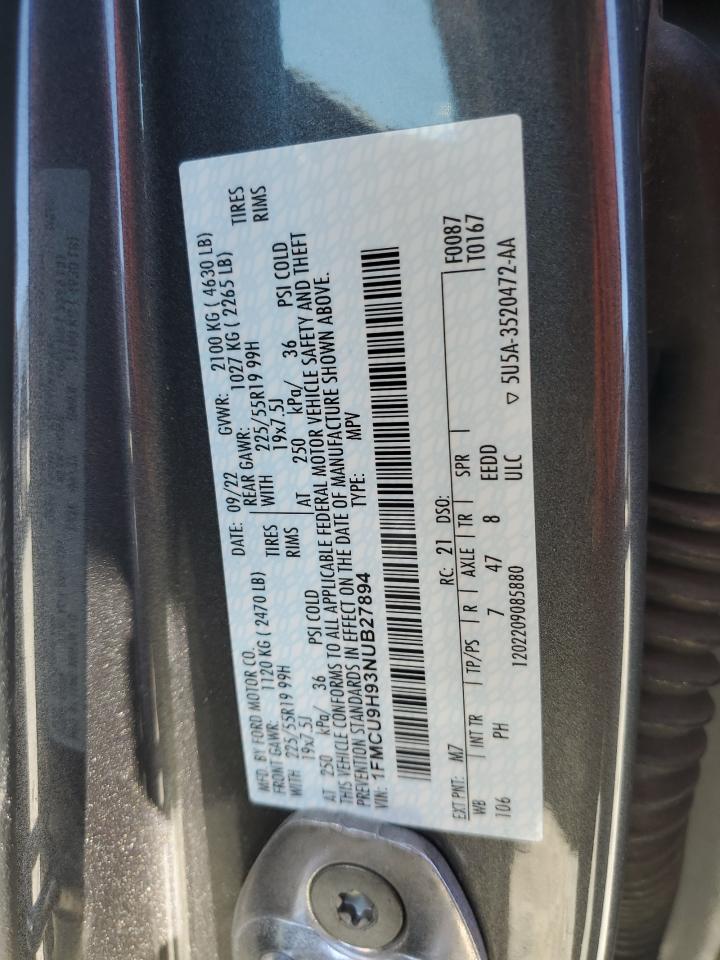 MFD. BY FORD MOTOR CO. DATE: 09/22 GVWR: 2100 KG ( 4630 LB)
FRONT GAWR: 1120 KG ( 2470 LB) REAR GAWR: 1027 KG ( 2265 LB)
WITH 225/55R19 99H TIRES WITH 225/55R19 99H TIRES
19x7.5J RIMS 19x7.5J RIMS
AT 250 kPa/ 36 PSI COLD AT 250 kPa/ 36 PSI COLD
THIS VEHICLE CONFORMS TO ALL APPLICABLE FEDERAL MOTOR VEHICLE SAFETY AND THEFT
PREVENTION STANDARDS IN EFFECT ON THE DATE OF MANUFACTURE SHOWN ABOVE.
VIN: 1FMCU9H93NUB27894 TYPE: MPV
F0087
EXT PNT: M7 RC: 21 DSO: T0167
WB INT TR TP/PS R AXLE TR SPR
106 PH 7 47 8 EEDD
1202209085880 ULC ▽ 5U5A-3520472-AA